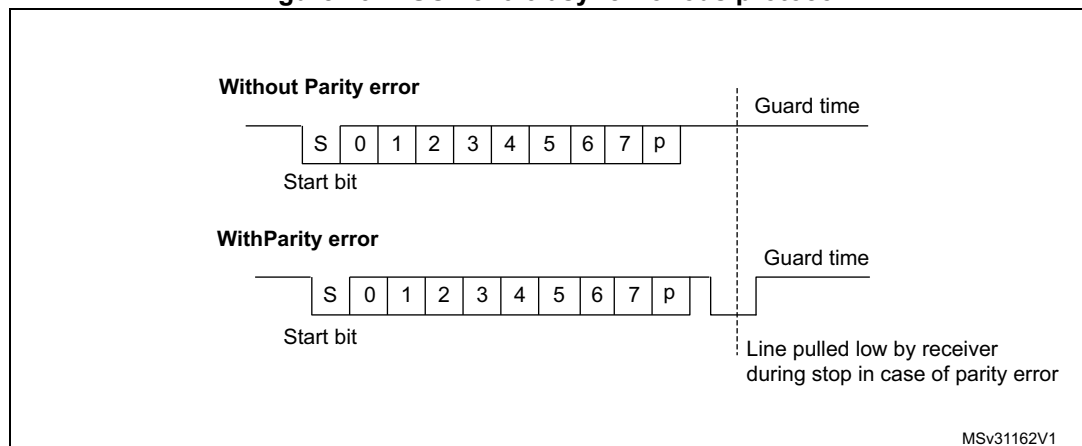 Without Parity error
Guard time
S 0 1 2 3 4 5 6 7 p
Start bit
WithParity error
Guard time
S 0 1 2 3 4 5 6 7 p
Start bit
Line pulled low by receiver
during stop in case of parity error
MSv31162V1